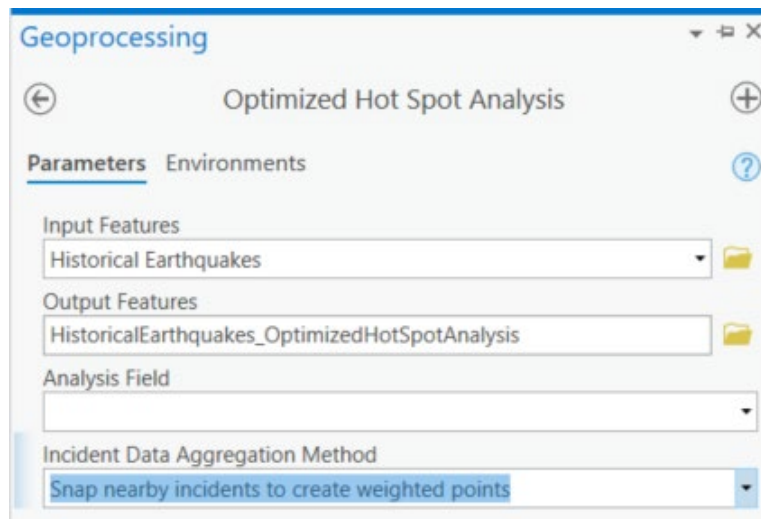 Geoprocessing
Optimized Hot Spot Analysis
Parameters Environments
Input Features
Historical Earthquakes
Output Features
HistoricalEarthquakes_OptimizedHotSpotAnalysis
Analysis Field
Incident Data Aggregation Method
Snap nearby incidents to create weighted points